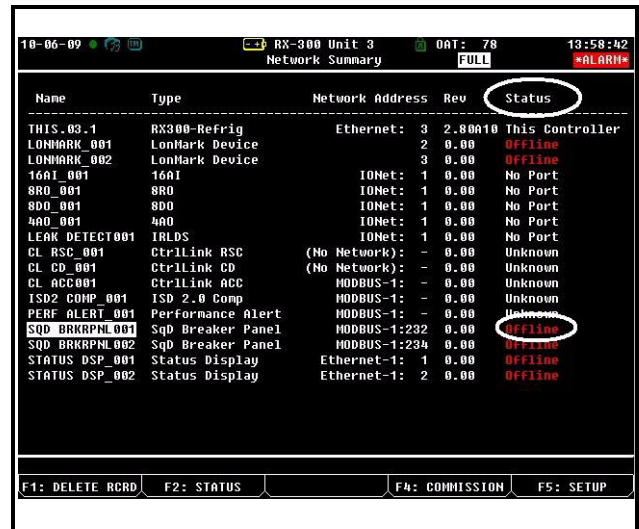 10-06-09 RX-300 Unit 3 OAT: 78 13:58:42
Network Summary FULL *ALARM*
Name Type Network Address Rev Status
THIS.03.1 RX300-Refrig Ethernet: 3 2.80A10 This Controller
LONMARK_001 LonMark Device 2 0.00 Offline
LONMARK_002 LonMark Device 3 0.00 Offline
16AI_001 16AI IONet: 1 0.00 No Port
8RO_001 8RO IONet: 1 0.00 No Port
8DO_001 8DO IONet: 1 0.00 No Port
4AO_001 4AO IONet: 1 0.00 No Port
LEAK DETECT001 IRLDS IONet: 1 0.00 No Port
CL RSC_001 CtrlLink RSC (No Network): - 0.00 Unknown
CL CD_001 CtrlLink CD (No Network): - 0.00 Unknown
CL ACC001 CtrlLink ACC MODBUS-1: - 0.00 Unknown
ISD2 COMP_001 ISD 2.0 Comp MODBUS-1: - 0.00 Unknown
PERF ALERT_001 Performance Alert MODBUS-1: - 0.00 Unknown
SQD BRKRPNL001 SqD Breaker Panel MODBUS-1:232 0.00 Offline
SQD BRKRPNL002 SqD Breaker Panel MODBUS-1:234 0.00 Offline
STATUS DSP_001 Status Display Ethernet-1: 1 0.00 Offline
STATUS DSP_002 Status Display Ethernet-1: 2 0.00 Offline
F1: DELETE RCRD F2: STATUS F4: COMMISSION F5: SETUP